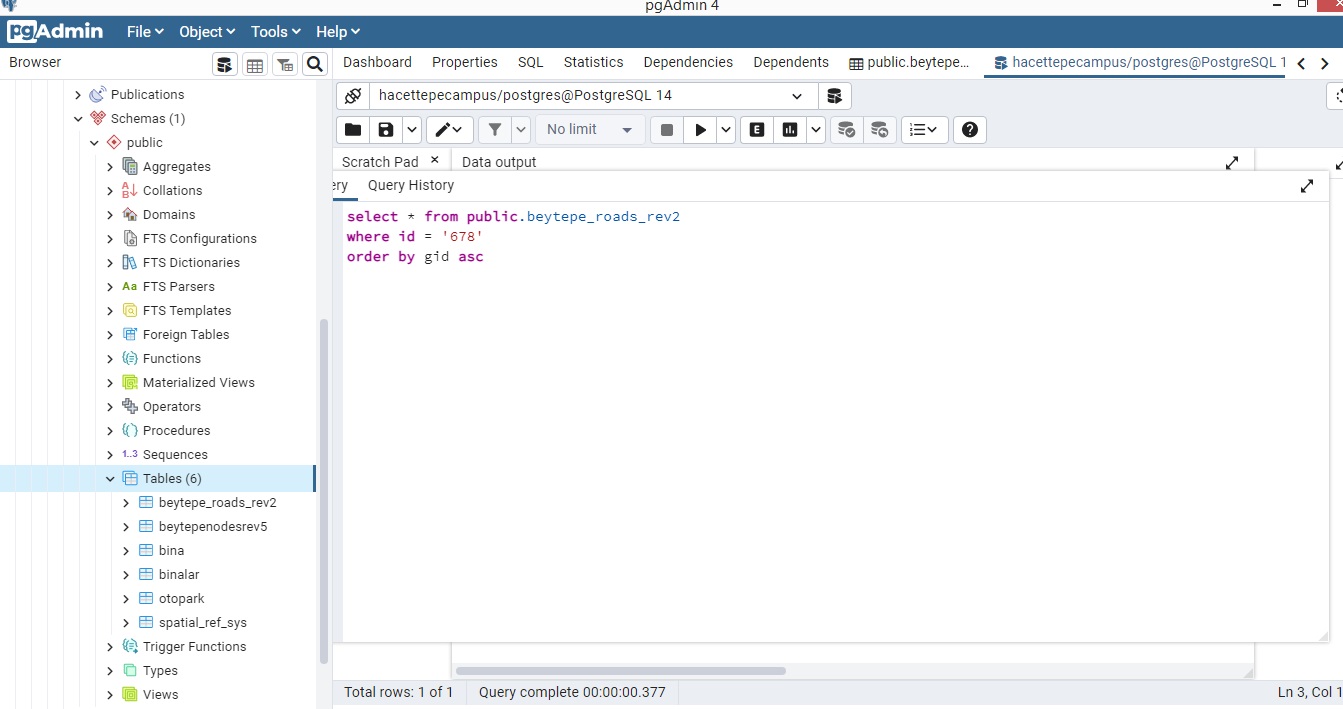 pgAdmin 4
pgAdmin File Object Tools Help
Browser
Dashboard Properties SQL Statistics Dependencies Dependents public.beytepe... hacettepecampus/postgres@PostgreSQL 1
Publications
Schemas (1)
public
Aggregates
Collations
Domains
FTS Configurations
FTS Dictionaries
Aa FTS Parsers
FTS Templates
Foreign Tables
Functions
Materialized Views
Operators
Procedures
1..3 Sequences
Tables (6)
beytepe_roads_rev2
beytepenodesrev5
bina
binalar
otopark
spatial_ref_sys
Trigger Functions
Types
Views
hacettepecampus/postgres@PostgreSQL 14
No limit E
Scratch Pad Data output
ery Query History
select * from public.beytepe_roads_rev2
where id = '678'
order by gid asc
Total rows: 1 of 1 Query complete 00:00:00.377 Ln 3, Col 1